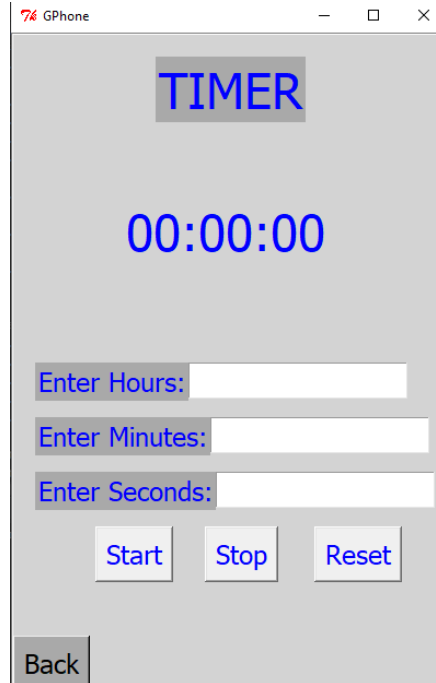 GPhone
TIMER
00:00:00
Enter Hours:
Enter Minutes:
Enter Seconds:
Start Stop Reset
Back